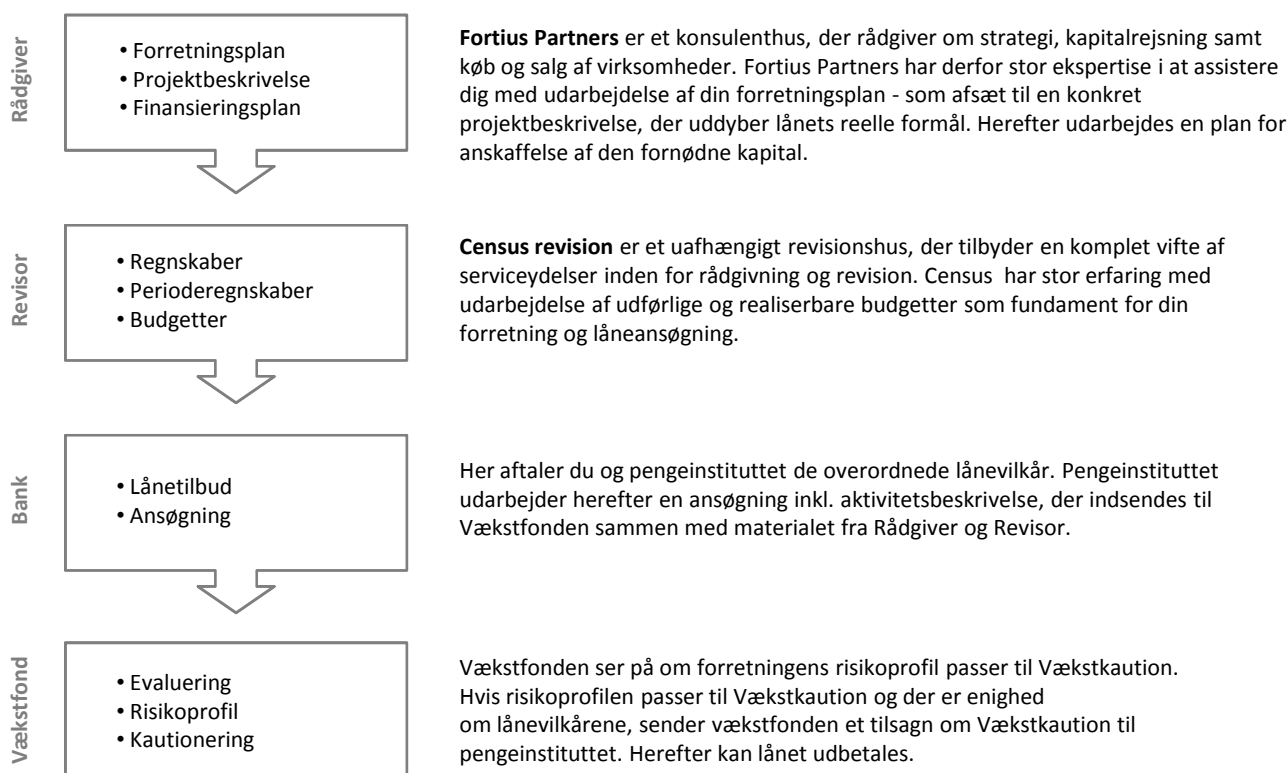 Rådgiver
• Forretningsplan
• Projektbeskrivelse
• Finansieringsplan
Fortius Partners er et konsulenthus, der rådgiver om strategi, kapitalrejsning samt
køb og salg af virksomheder. Fortius Partners har derfor stor ekspertise i at assistere
dig med udarbejdelse af din forretningsplan - som afsæt til en konkret
projektbeskrivelse, der uddyber lånets reelle formål. Herefter udarbejdes en plan for
anskaffelse af den fornødne kapital.
Revisor
• Regnskaber
• Perioderegnskaber
• Budgetter
Census revision er et uafhængigt revisionshus, der tilbyder en komplet vifte af
serviceydelser inden for rådgivning og revision. Census  har stor erfaring med
udarbejdelse af udførlige og realiserbare budgetter som fundament for din
forretning og låneansøgning.
Bank
• Lånetilbud
• Ansøgning
Her aftaler du og pengeinstituttet de overordnede lånevilkår. Pengeinstituttet
udarbejder herefter en ansøgning inkl. aktivitetsbeskrivelse, der indsendes til
Vækstfonden sammen med materialet fra Rådgiver og Revisor.
Vækstfond
• Evaluering
• Risikoprofil
• Kautionering
Vækstfonden ser på om forretningens risikoprofil passer til Vækstkaution.
Hvis risikoprofilen passer til Vækstkaution og der er enighed
om lånevilkårene, sender vækstfonden et tilsagn om Vækstkaution til
pengeinstituttet. Herefter kan lånet udbetales.